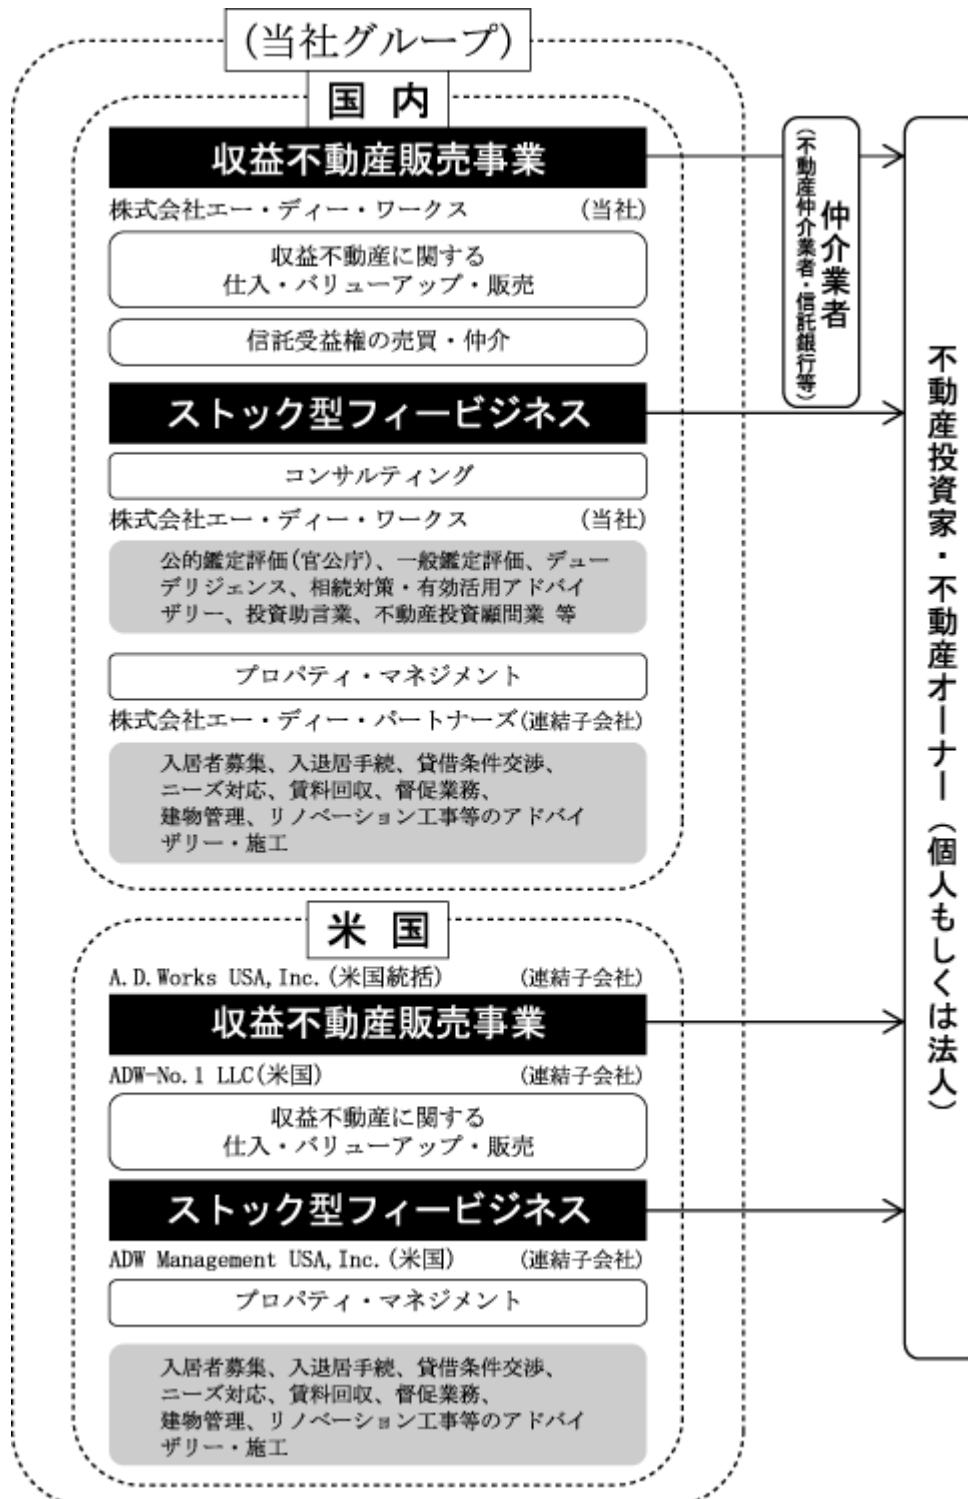 (当社グループ)
国 内
収益不動産販売事業
株式会社エー・ディー・ワークス (当社)
収益不動産に関する
仕入・バリューアップ・販売
信託受益権の売買・仲介
ストック型フィービジネス
コンサルティング
株式会社エー・ディー・ワークス (当社)
公的鑑定評価(官公庁)、一般鑑定評価、デュー
デリジェンス、相続対策・有効活用アドバイ
ザリー、投資助言業、不動産投資顧問業 等
プロパティ・マネジメント
株式会社エー・ディー・パートナーズ(連結子会社)
入居者募集、入退居手続、貸借条件交渉、
ニーズ対応、賃料回収、督促業務、
建物管理、リノベーション工事等のアドバイ
ザリー・施工
米 国
A.D.Works USA,Inc.(米国統括) (連結子会社)
収益不動産販売事業
ADW-No.1 LLC(米国) (連結子会社)
収益不動産に関する
仕入・バリューアップ・販売
ストック型フィービジネス
ADW Management USA,Inc.(米国) (連結子会社)
プロパティ・マネジメント
入居者募集、入退居手続、貸借条件交渉、
ニーズ対応、賃料回収、督促業務、
建物管理、リノベーション工事等のアドバイ
ザリー・施工
仲介業者
(不動産仲介業者・信託銀行等)
不動産投資家・不動産オーナー(個人もしくは法人)